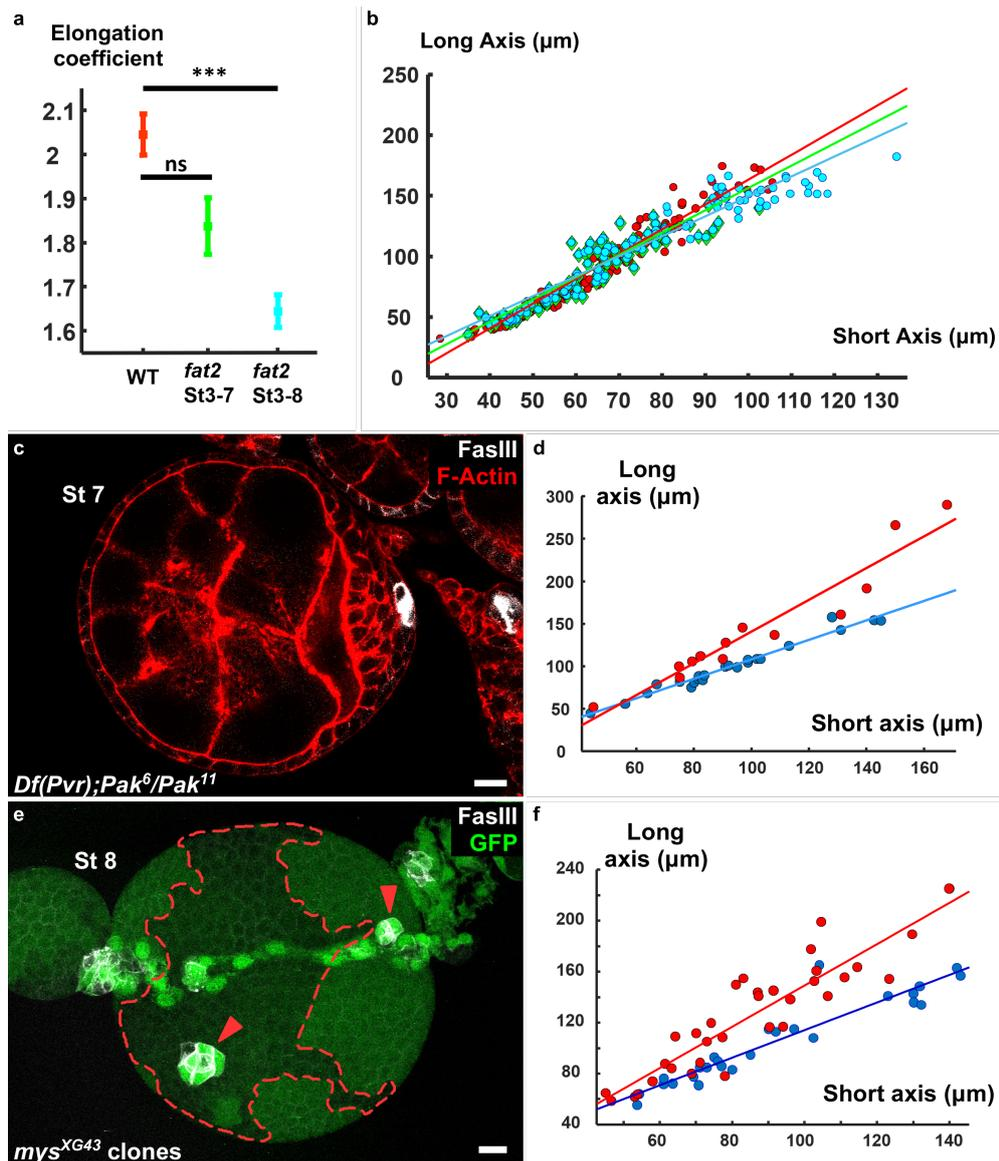 a
Elongation
coefficient
***
2.1
ns
2
1.9
1.8
1.7
1.6
WT
fat2
St3-7
fat2
St3-8
b
Long Axis (µm)
250
200
150
100
50
0
Short Axis (µm)
30 40 50 60 70 80 90 100 110 120 130
c
FasIII
F-Actin
St 7
Df(Pvr);Pak⁶/Pak¹¹
d
Long
axis (µm)
300
250
200
150
100
50
0
Short axis (µm)
60 80 100 120 140 160
e
FasIII
GFP
St 8
mysXG43 clones
f
Long
axis (µm)
240
200
160
120
80
40
Short axis (µm)
60 80 100 120 140